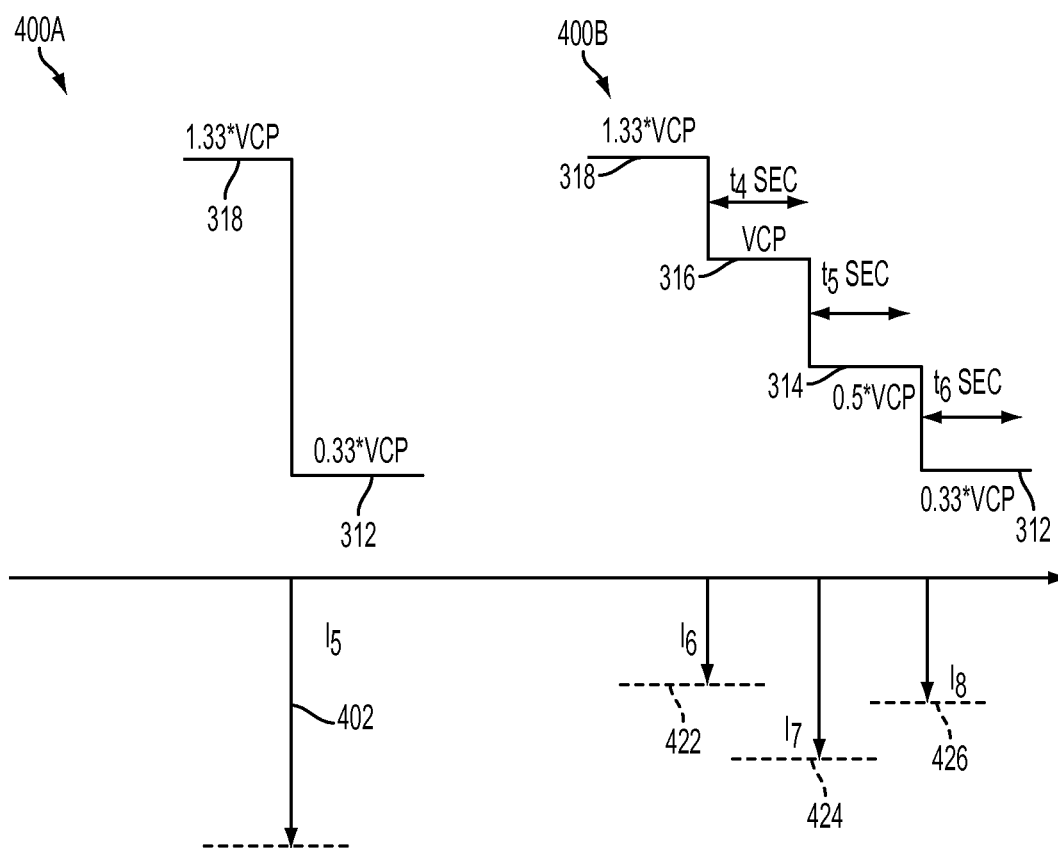 400A
400B
1.33*VCP
318
1.33*VCP
318
t4 SEC
VCP
316
t5 SEC
314
0.5*VCP
t6 SEC
0.33*VCP
312
0.33*VCP
312
I5
402
I6
422
I7
424
I8
426